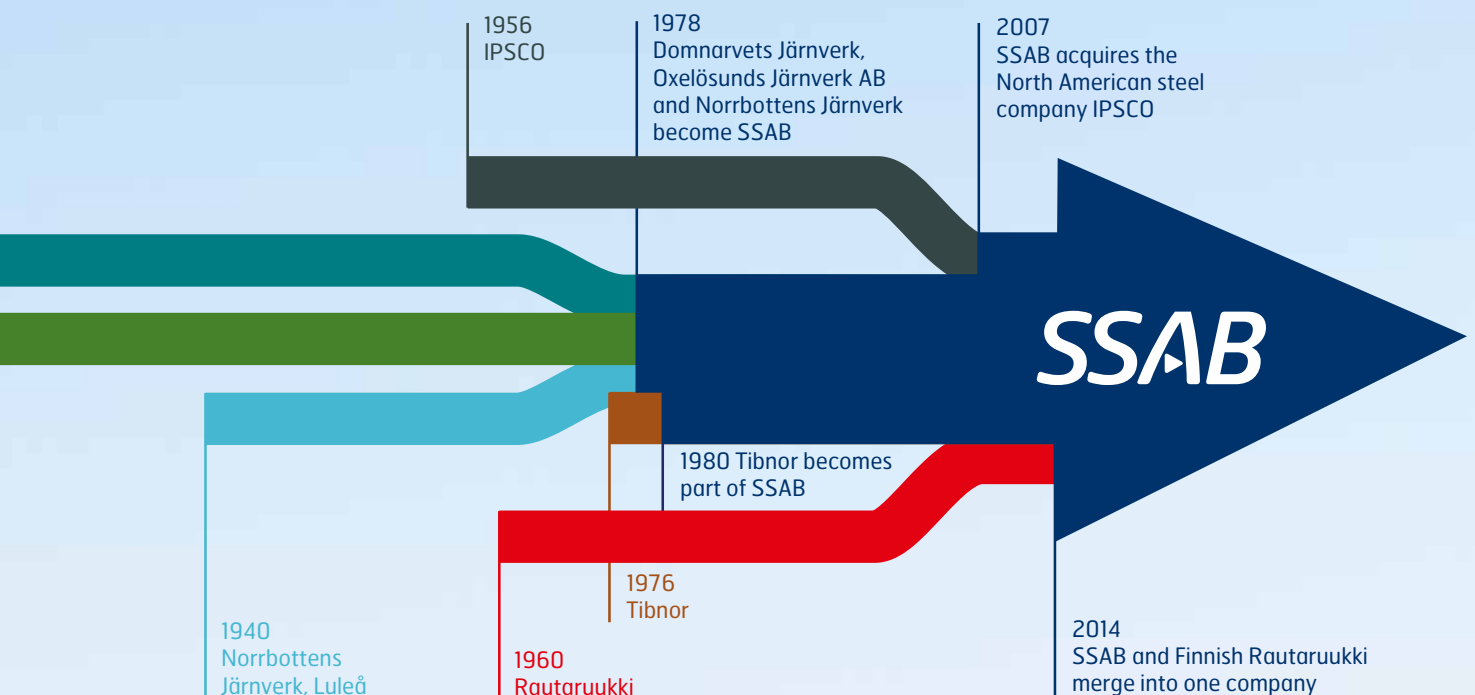 1956
IPSCO
1978
Domnarvets Järnverk,
Oxelösunds Järnverk AB
and Norrbottens Järnverk
become SSAB
2007
SSAB acquires the
North American steel
company IPSCO
SSAB
1980 Tibnor becomes
part of SSAB
1976
Tibnor
1940
Norrbottens
Järnverk, Luleå
1960
Rautaruukki
2014
SSAB and Finnish Rautaruukki
merge into one company